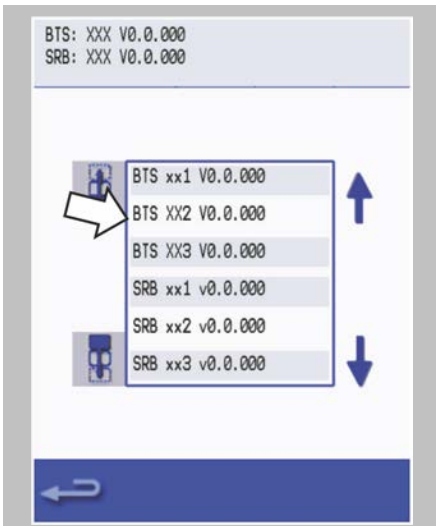 BTS: XXX V0.0.000
SRB: XXX V0.0.000
BTS xx1 V0.0.000
BTS XX2 V0.0.000
BTS XX3 V0.0.000
SRB xx1 v0.0.000
SRB xx2 v0.0.000
SRB xx3 v0.0.000